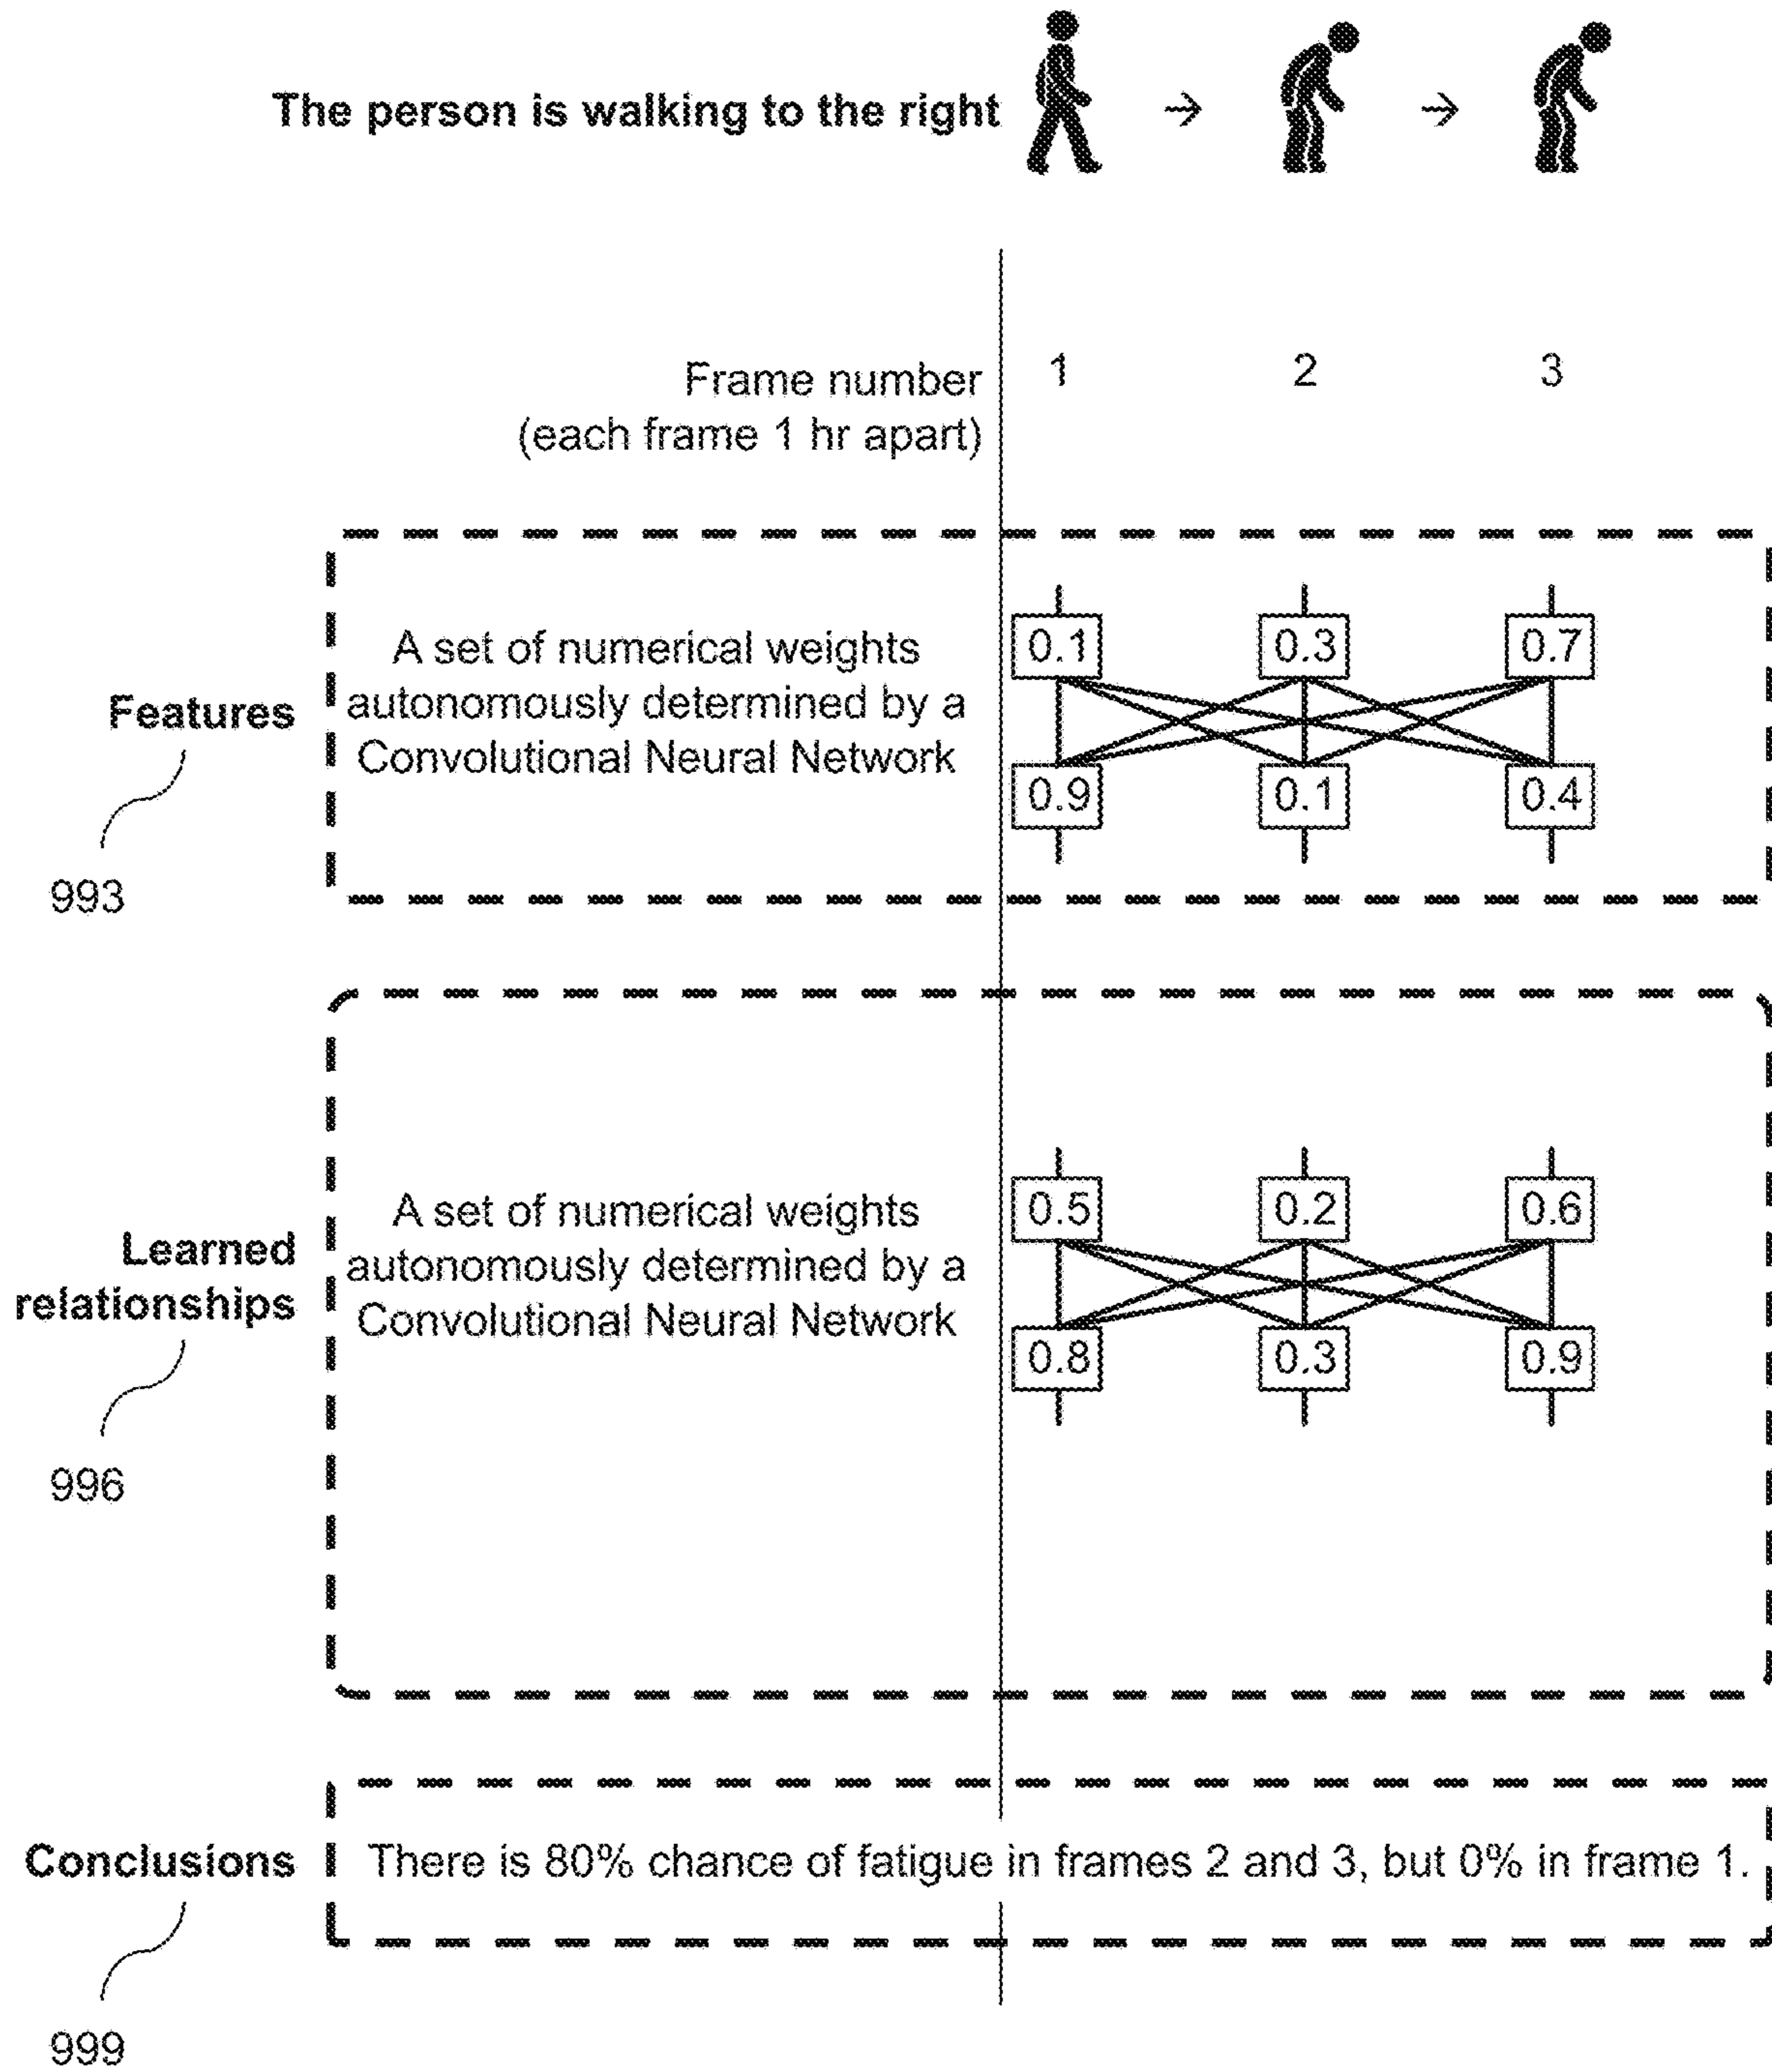 The person is walking to the right
Frame number 1 2 3
(each frame 1 hr apart)
A set of numerical weights
autonomously determined by a
Convolutional Neural Network
0.1 0.3 0.7
0.9 0.1 0.4
Features
993
A set of numerical weights
autonomously determined by a
Convolutional Neural Network
0.5 0.2 0.6
0.8 0.3 0.9
Learned
relationships
996
Conclusions
There is 80% chance of fatigue in frames 2 and 3, but 0% in frame 1.
999